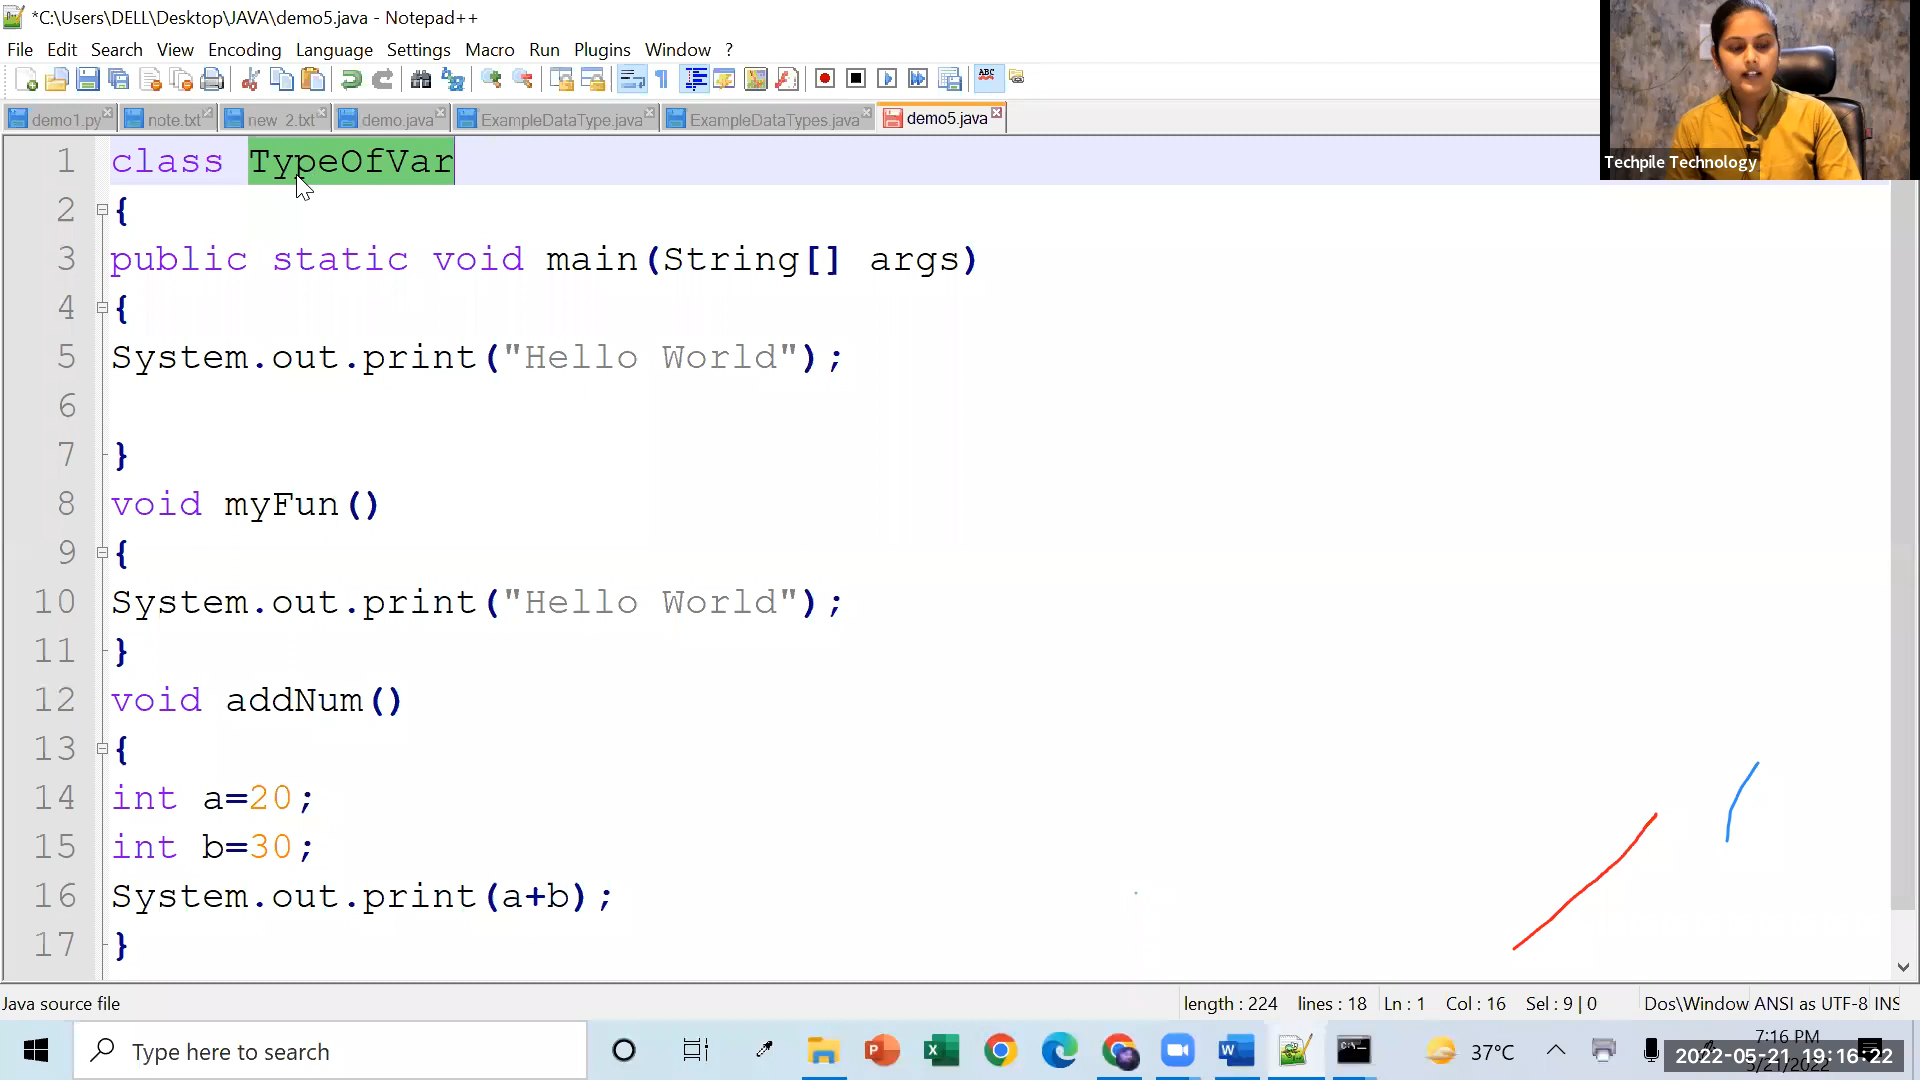 *C:\Users\DELL\Desktop\JAVA\demo5.java - Notepad++
File Edit Search View Encoding Language Settings Macro Run Plugins Window ?
demo1.py note.txt new 2.txt demo.java ExampleDataType.java ExampleDataTypes.java demo5.java
Techpile Technology
1 class TypeOfVar
2 {
3 public static void main(String[] args)
4 {
5 System.out.print("Hello World");
6
7 }
8 void myFun()
9 {
10 System.out.print("Hello World");
11 }
12 void addNum()
13 {
14 int a=20;
15 int b=30;
16 System.out.print(a+b);
17 }
Java source file length : 224 lines : 18 Ln : 1 Col : 16 Sel : 9 | 0 Dos\Window ANSI as UTF-8 INS
Type here to search 37°C 7:16 PM
5/21/2022
2022-05-21 19:16:22